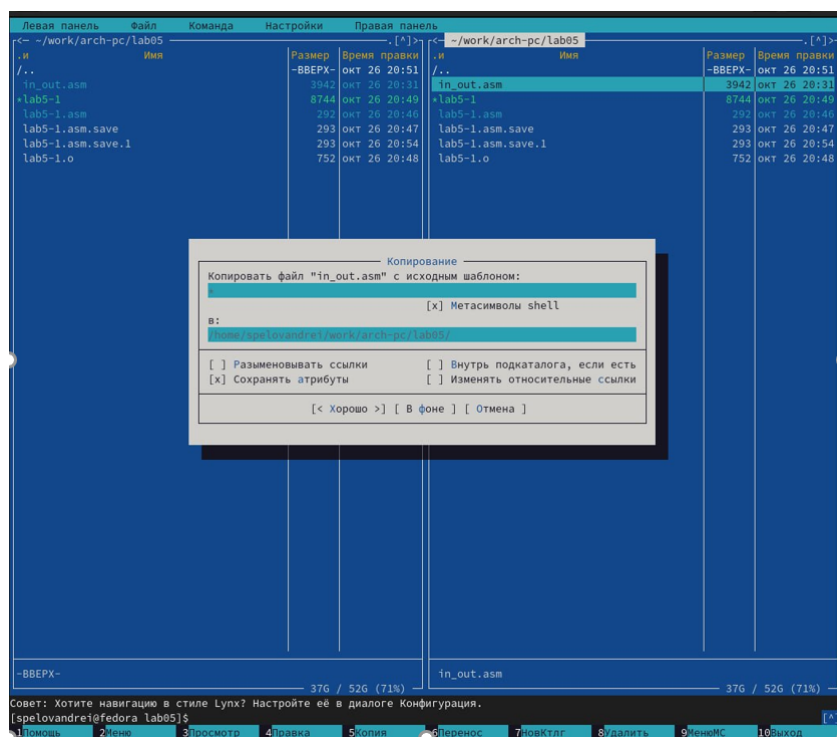 Левая панель Файл Команда Настройки Правая панель
<— ~/work/arch-pc/lab05 .[^]>
.и Имя Размер Время правки
/.. -ВВЕРХ- окт 26 20:51
in_out.asm 3942 окт 26 20:31
*lab5-1 8744 окт 26 20:49
lab5-1.asm 292 окт 26 20:46
lab5-1.asm.save 293 окт 26 20:47
lab5-1.asm.save.1 293 окт 26 20:54
lab5-1.o 752 окт 26 20:48
-ВВЕРХ-
37G / 52G (71%)
<— ~/work/arch-pc/lab05 .[^]>
.и Имя Размер Время правки
/.. -ВВЕРХ- окт 26 20:51
in_out.asm 3942 окт 26 20:31
*lab5-1 8744 окт 26 20:49
lab5-1.asm 292 окт 26 20:46
lab5-1.asm.save 293 окт 26 20:47
lab5-1.asm.save.1 293 окт 26 20:54
lab5-1.o 752 окт 26 20:48
in_out.asm
37G / 52G (71%)
Копирование
Копировать файл "in_out.asm" с исходным шаблоном:
*
[x] Метасимволы shell
в:
/home/spelovandrei/work/arch-pc/lab05/
[ ] Разыменовывать ссылки [ ] Внутрь подкаталога, если есть
[x] Сохранять атрибуты [ ] Изменять относительные ссылки
[< Хорошо >] [ В фоне ] [ Отмена ]
Совет: Хотите навигацию в стиле Lynx? Настройте её в диалоге Конфигурация.
[spelovandrei@fedora lab05]$ [^]
1Помощь 2Меню 3Просмотр 4Правка 5Копия 6Перенос 7НовКтлг 8Удалить 9МенюMC 10Выход